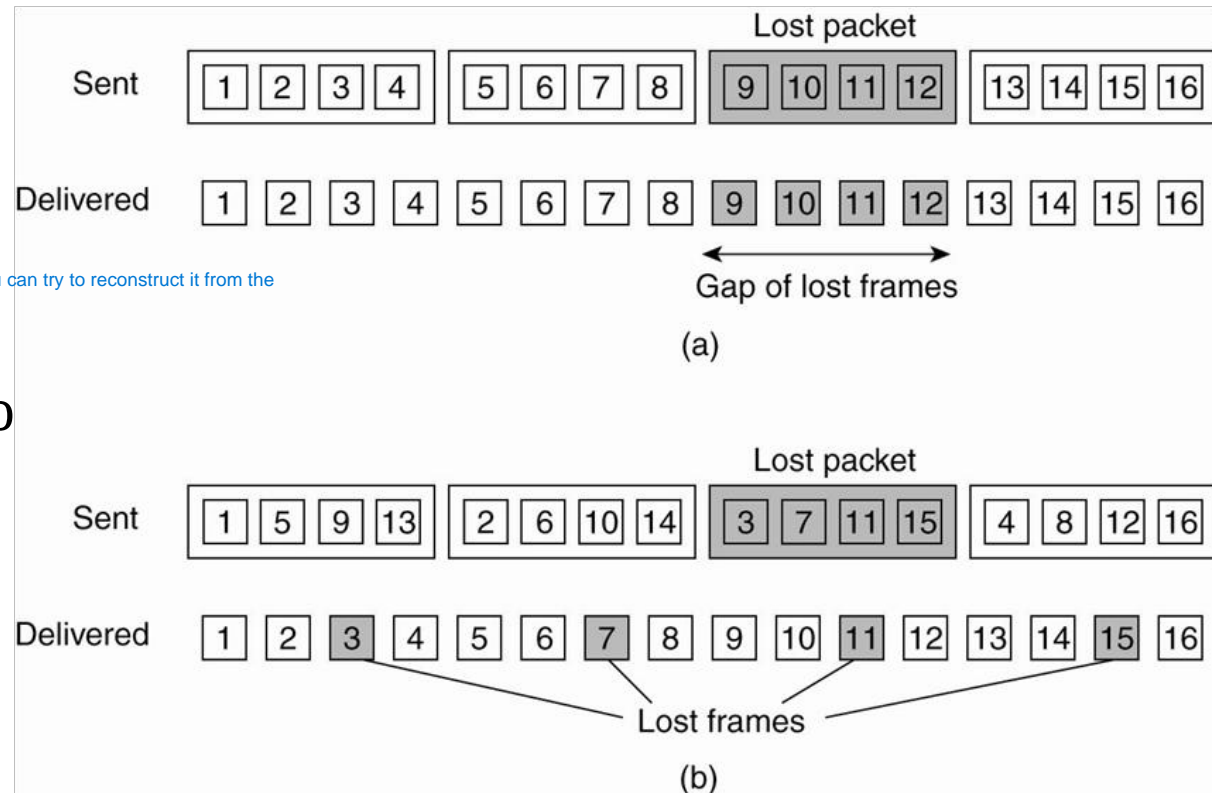 Lost packet
Sent 1 2 3 4 5 6 7 8 9 10 11 12 13 14 15 16
Delivered 1 2 3 4 5 6 7 8 9 10 11 12 13 14 15 16
can try to reconstruct it from the
Gap of lost frames
(a)
Lost packet
Sent 1 5 9 13 2 6 10 14 3 7 11 15 4 8 12 16
Delivered 1 2 3 4 5 6 7 8 9 10 11 12 13 14 15 16
Lost frames
(b)